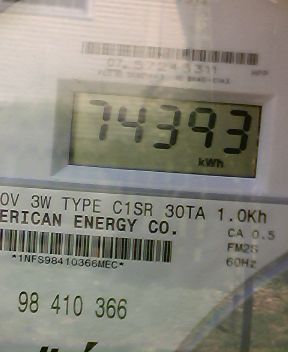 74393
kWh
0V 3W TYPE C1SR 30TA 1.0Kh
ERICAN ENERGY CO.
CA 0.5
FM2S
60Hz
*1NFS98410366MEC*
98 410 366